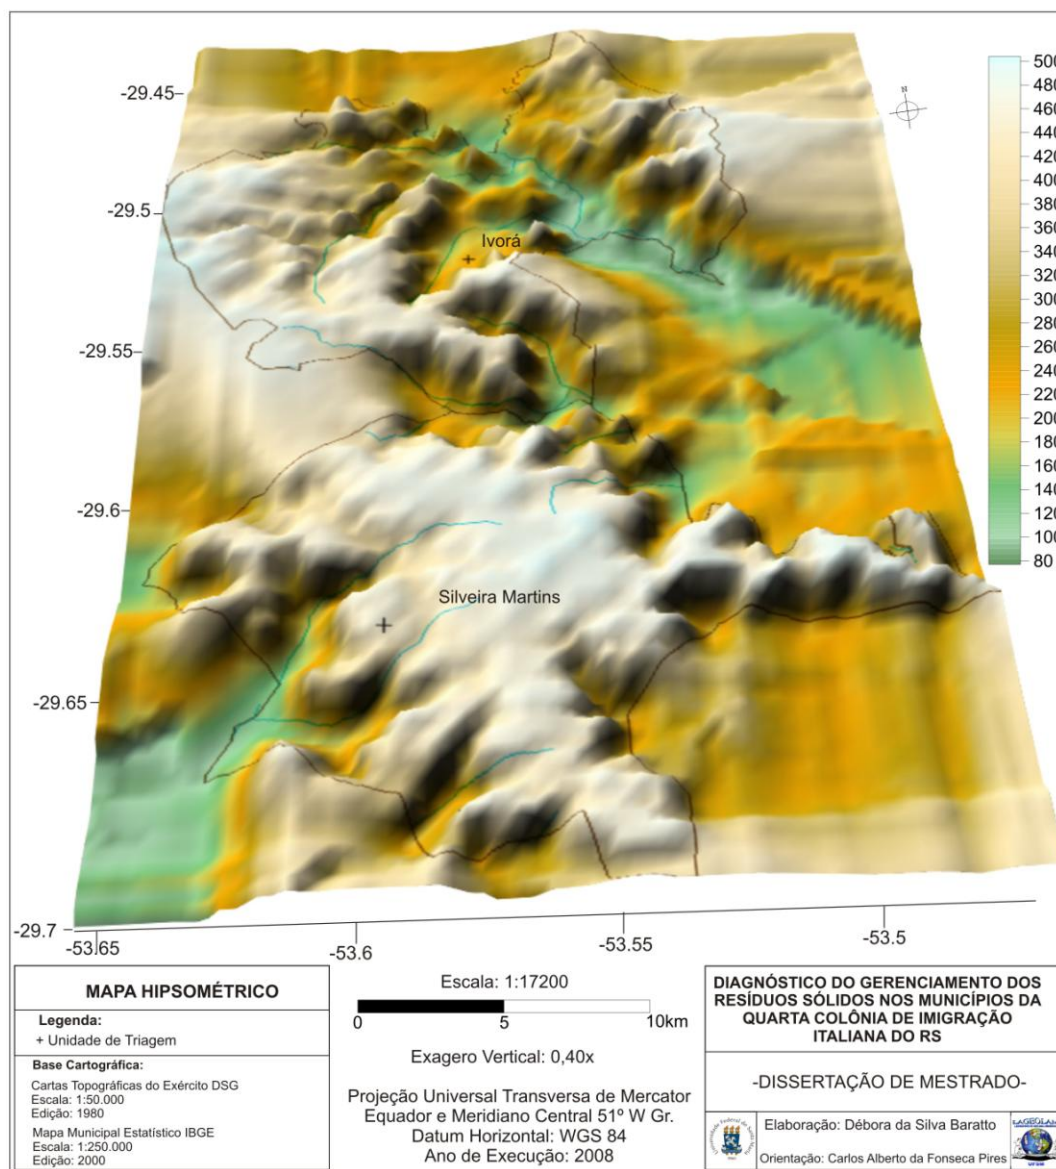 -29.45
-29.5
-29.55
-29.6
-29.65
-29.7
-53.65
-53.6
-53.55
-53.5
Ivorá
Silveira Martins
N
500
480
460
440
420
400
380
360
340
320
300
280
260
240
220
200
180
160
140
120
100
80
MAPA HIPSOMÉTRICO
Legenda:
+ Unidade de Triagem
Base Cartográfica:
Cartas Topográficas do Exército DSG
Escala: 1:50.000
Edição: 1980
Mapa Municipal Estatístico IBGE
Escala: 1:250.000
Edição: 2000
Escala: 1:17200
0 5 10km
Exagero Vertical: 0,40x
Projeção Universal Transversa de Mercator
Equador e Meridiano Central 51º W Gr.
Datum Horizontal: WGS 84
Ano de Execução: 2008
DIAGNÓSTICO DO GERENCIAMENTO DOS
RESÍDUOS SÓLIDOS NOS MUNICÍPIOS DA
QUARTA COLÔNIA DE IMIGRAÇÃO
ITALIANA DO RS
-DISSERTAÇÃO DE MESTRADO-
Elaboração: Débora da Silva Baratto
Orientação: Carlos Alberto da Fonseca Pires